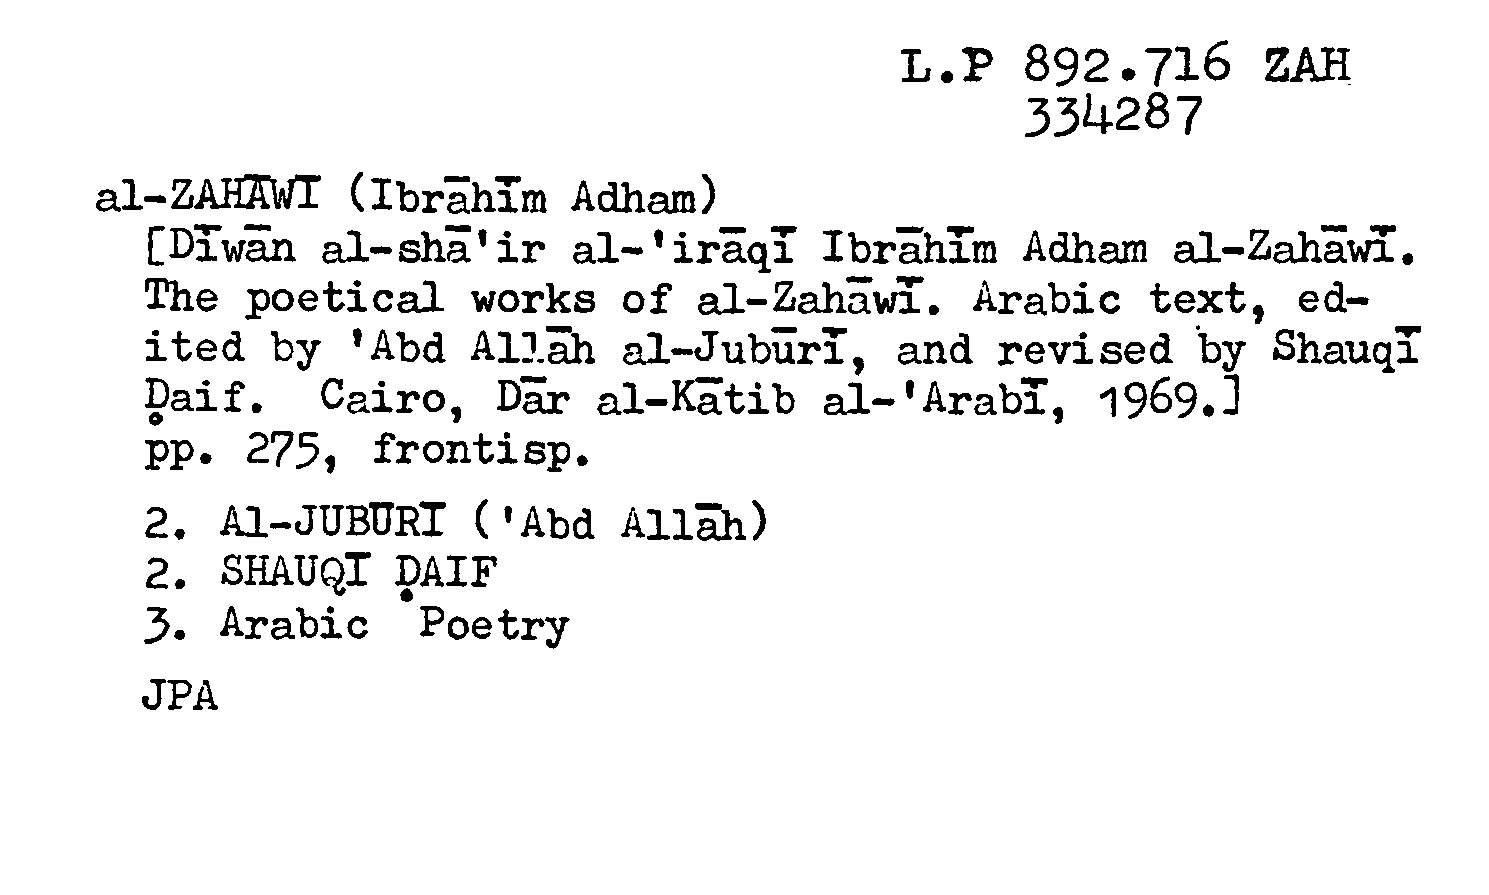 L.P 892.716 ZAH
334287
al-ZAHĀWĪ (Ibrāhīm Adham)
[Dīwān al-shā'ir al-'irāqī Ibrāhīm Adham al-Zahāwī.
The poetical works of al-Zahāwī. Arabic text, ed-
ited by 'Abd Allāh al-Jubūrī, and revised by Shauqī
Ḍaif. Cairo, Dār al-Kātib al-'Arabī, 1969.]
pp. 275, frontisp.
2. Al-JUBŪRĪ ('Abd Allāh)
2. SHAUQĪ ḌAIF
3. Arabic Poetry
JPA